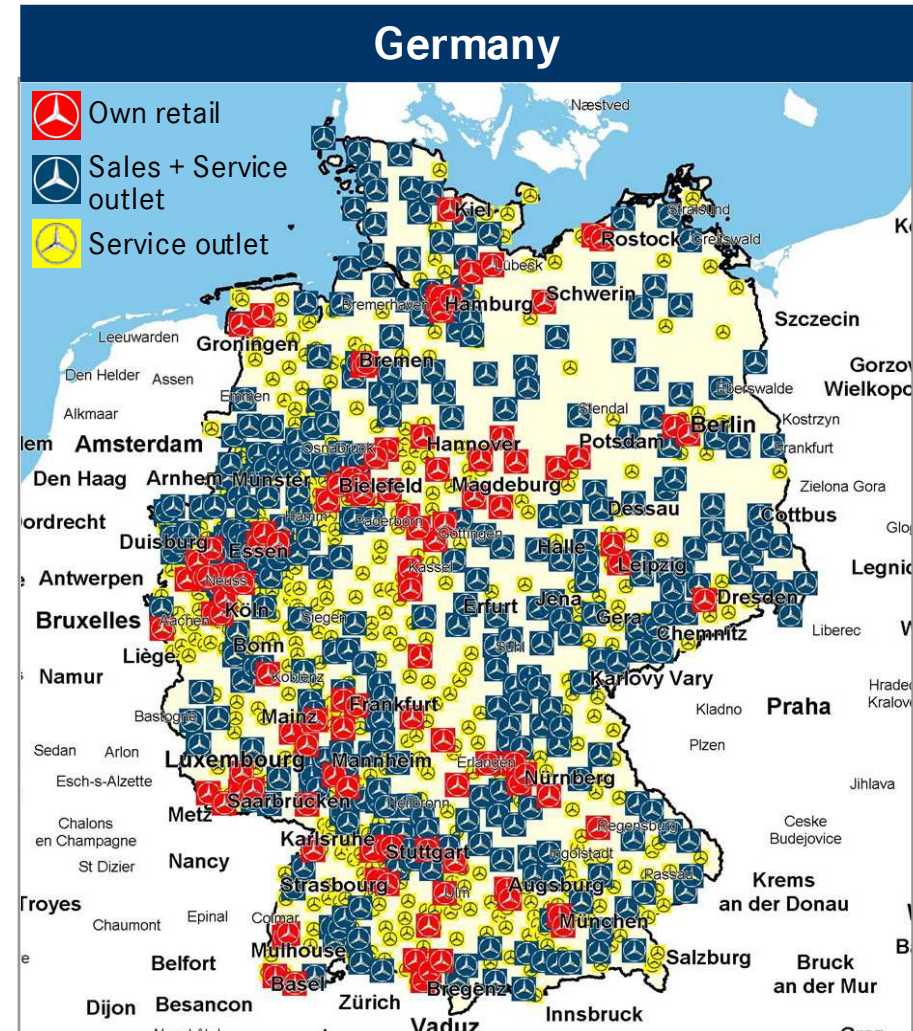 Germany
Own retail
Sales + Service
outlet
Service outlet
Næstved
Kiel
Stralsund
Rostock
Greifswald
Lübeck
Bremerhaven
Hamburg
Schwerin
Szczecin
Leeuwarden
Groningen
Bremen
Den Helder
Assen
Gorzow
Wielkopo
Emmen
Eberswalde
Alkmaar
Stendal
Kostrzyn
Berlin
Amsterdam
Osnabrück
Hannover
Potsdam
Frankfurt
Den Haag
Arnhem
Münster
Bielefeld
Magdeburg
Zielona Gora
ordrecht
Hamm
Paderborn
Dessau
Cottbus
Duisburg
Essen
Göttingen
Halle
Leipzig
Legnic
Antwerpen
Neuss
Kassel
Köln
Erfurt
Jena
Dresden
Bruxelles
Aachen
Siegen
Gera
Chemnitz
Liberec
Liège
Bonn
Suhl
Namur
Koblenz
Karlovy Vary
Hradec
Kralove
Bastogne
Mainz
Frankfurt
Kladno
Praha
Sedan
Arlon
Luxembourg
Mannheim
Erlangen
Nürnberg
Plzen
Esch-s-Alzette
Jihlava
Metz
Saarbrücken
Heilbronn
Chalons
en Champagne
Karlsruhe
Stuttgart
Regensburg
Ceske
Budejovice
St Dizier
Nancy
Ingolstadt
Strasbourg
Ulm
Augsburg
Passau
Krems
an der Donau
Troyes
Chaumont
Epinal
Colmar
München
Mulhouse
Belfort
Salzburg
Bruck
an der Mur
Basel
Bregenz
Dijon
Besancon
Zürich
Innsbruck
Vaduz